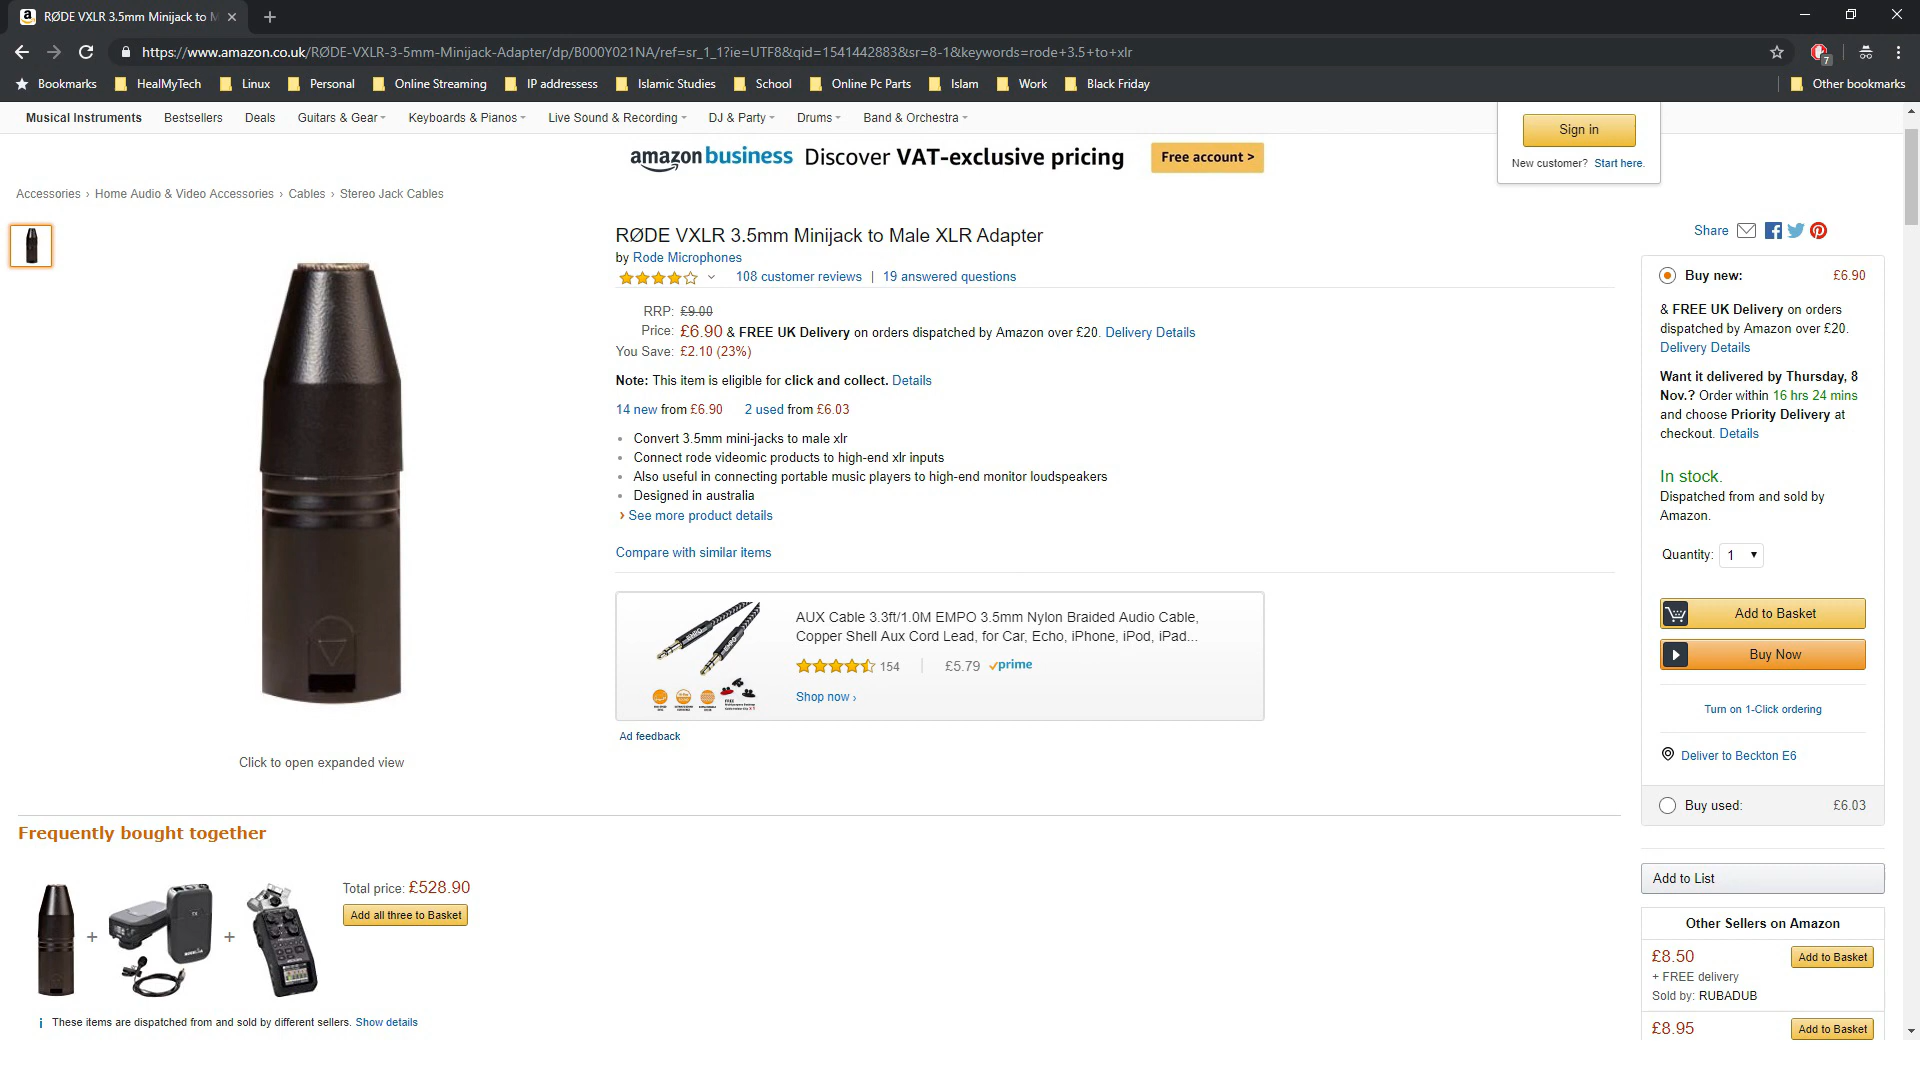 RØDE VXLR 3.5mm Minijack to M
https://www.amazon.co.uk/RØDE-VXLR-3-5mm-Minijack-Adapter/dp/B000Y021NA/ref=sr_1_1?ie=UTF8&qid=1541442883&sr=8-1&keywords=rode+3.5+to+xlr
7
Bookmarks HealMyTech Linux Personal Online Streaming IP addressess Islamic Studies School Online Pc Parts Islam Work Black Friday Other bookmarks
Musical Instruments Bestsellers Deals Guitars & Gear Keyboards & Pianos Live Sound & Recording DJ & Party Drums Band & Orchestra
Sign in
New customer? Start here.
amazon business Discover VAT-exclusive pricing Free account >
Accessories › Home Audio & Video Accessories › Cables › Stereo Jack Cables
RØDE VXLR 3.5mm Minijack to Male XLR Adapter
by Rode Microphones
108 customer reviews | 19 answered questions
RRP: £9.00
Price: £6.90 & FREE UK Delivery on orders dispatched by Amazon over £20. Delivery Details
You Save: £2.10 (23%)
Note: This item is eligible for click and collect. Details
14 new from £6.90 2 used from £6.03
Convert 3.5mm mini-jacks to male xlr
Connect rode videomic products to high-end xlr inputs
Also useful in connecting portable music players to high-end monitor loudspeakers
Designed in australia
› See more product details
Compare with similar items
AUX Cable 3.3ft/1.0M EMPO 3.5mm Nylon Braided Audio Cable,
Copper Shell Aux Cord Lead, for Car, Echo, iPhone, iPod, iPad...
154 | £5.79 prime
Shop now ›
Ad feedback
Click to open expanded view
Share
Buy new: £6.90
& FREE UK Delivery on orders
dispatched by Amazon over £20.
Delivery Details
Want it delivered by Thursday, 8
Nov.? Order within 16 hrs 24 mins
and choose Priority Delivery at
checkout. Details
In stock.
Dispatched from and sold by
Amazon.
Quantity: 1
Add to Basket
Buy Now
Turn on 1-Click ordering
Deliver to Beckton E6
Buy used: £6.03
Add to List
Other Sellers on Amazon
£8.50 Add to Basket
+ FREE delivery
Sold by: RUBADUB
£8.95 Add to Basket
Frequently bought together
Total price: £528.90
Add all three to Basket
+ +
i These items are dispatched from and sold by different sellers. Show details